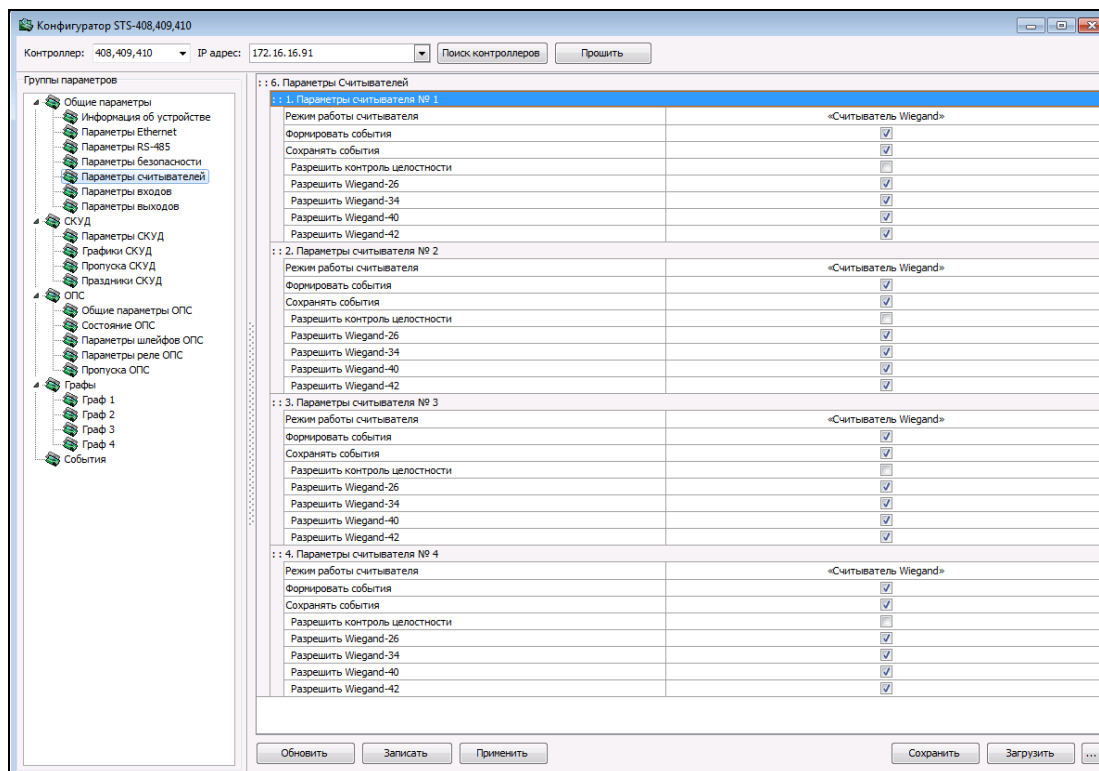 Конфигуратор STS-408,409,410
Контроллер: 408,409,410 IP адрес: 172.16.16.91 Поиск контроллеров Прошить
Группы параметров
Общие параметры
Информация об устройстве
Параметры Ethernet
Параметры RS-485
Параметры безопасности
Параметры считывателей
Параметры входов
Параметры выходов
СКУД
Параметры СКУД
Графики СКУД
Пропуска СКУД
Праздники СКУД
ОПС
Общие параметры ОПС
Состояние ОПС
Параметры шлейфов ОПС
Параметры реле ОПС
Пропуска ОПС
Графы
Граф 1
Граф 2
Граф 3
Граф 4
События
: : 6. Параметры Считывателей
: : 1. Параметры считывателя № 1
Режим работы считывателя «Считыватель Wiegand»
Формировать события
Сохранять события
Разрешить контроль целостности
Разрешить Wiegand-26
Разрешить Wiegand-34
Разрешить Wiegand-40
Разрешить Wiegand-42
: : 2. Параметры считывателя № 2
Режим работы считывателя «Считыватель Wiegand»
Формировать события
Сохранять события
Разрешить контроль целостности
Разрешить Wiegand-26
Разрешить Wiegand-34
Разрешить Wiegand-40
Разрешить Wiegand-42
: : 3. Параметры считывателя № 3
Режим работы считывателя «Считыватель Wiegand»
Формировать события
Сохранять события
Разрешить контроль целостности
Разрешить Wiegand-26
Разрешить Wiegand-34
Разрешить Wiegand-40
Разрешить Wiegand-42
: : 4. Параметры считывателя № 4
Режим работы считывателя «Считыватель Wiegand»
Формировать события
Сохранять события
Разрешить контроль целостности
Разрешить Wiegand-26
Разрешить Wiegand-34
Разрешить Wiegand-40
Разрешить Wiegand-42
Обновить Записать Применить Сохранить Загрузить ...